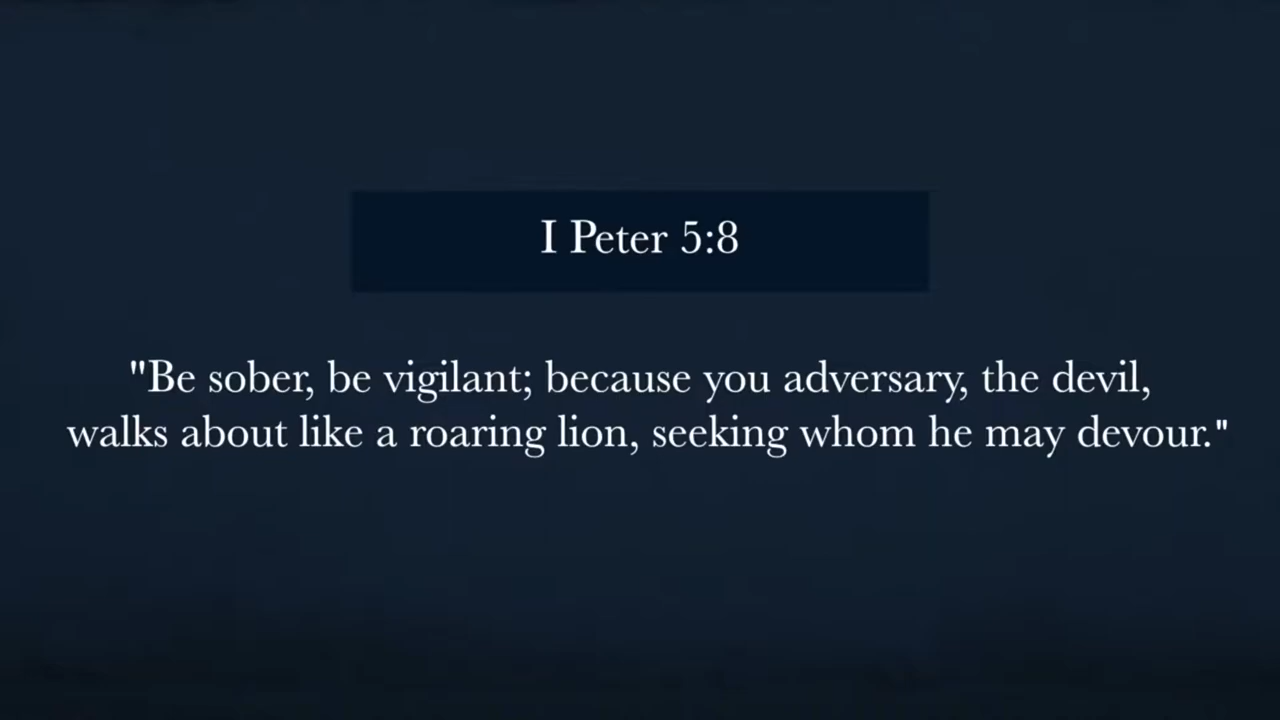 I Peter 5:8
"Be sober, be vigilant; because you adversary, the devil,
walks about like a roaring lion, seeking whom he may devour."